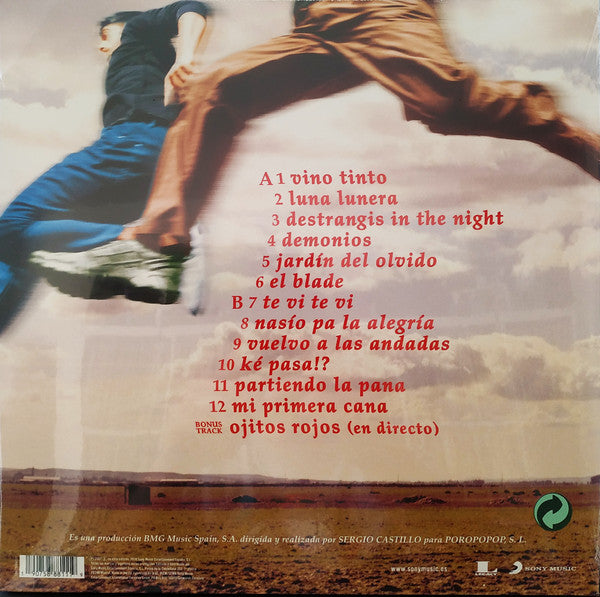 A 1 vino tinto
2 luna lunera
3 destrangis in the night
4 demonios
5 jardín del olvido
6 el blade
B 7 te vi te vi
8 nasío pa la alegría
9 vuelvo a las andadas
10 ké pasa!?
11 partiendo la pana
12 mi primera cana
BONUS TRACK ojitos rojos (en directo)
Es una producción BMG Music Spain, S.A. dirigida y realizada por SERGIO CASTILLO para POROPOPOP, S. L.
www.sonymusic.es
LEGACY
SONY MUSIC